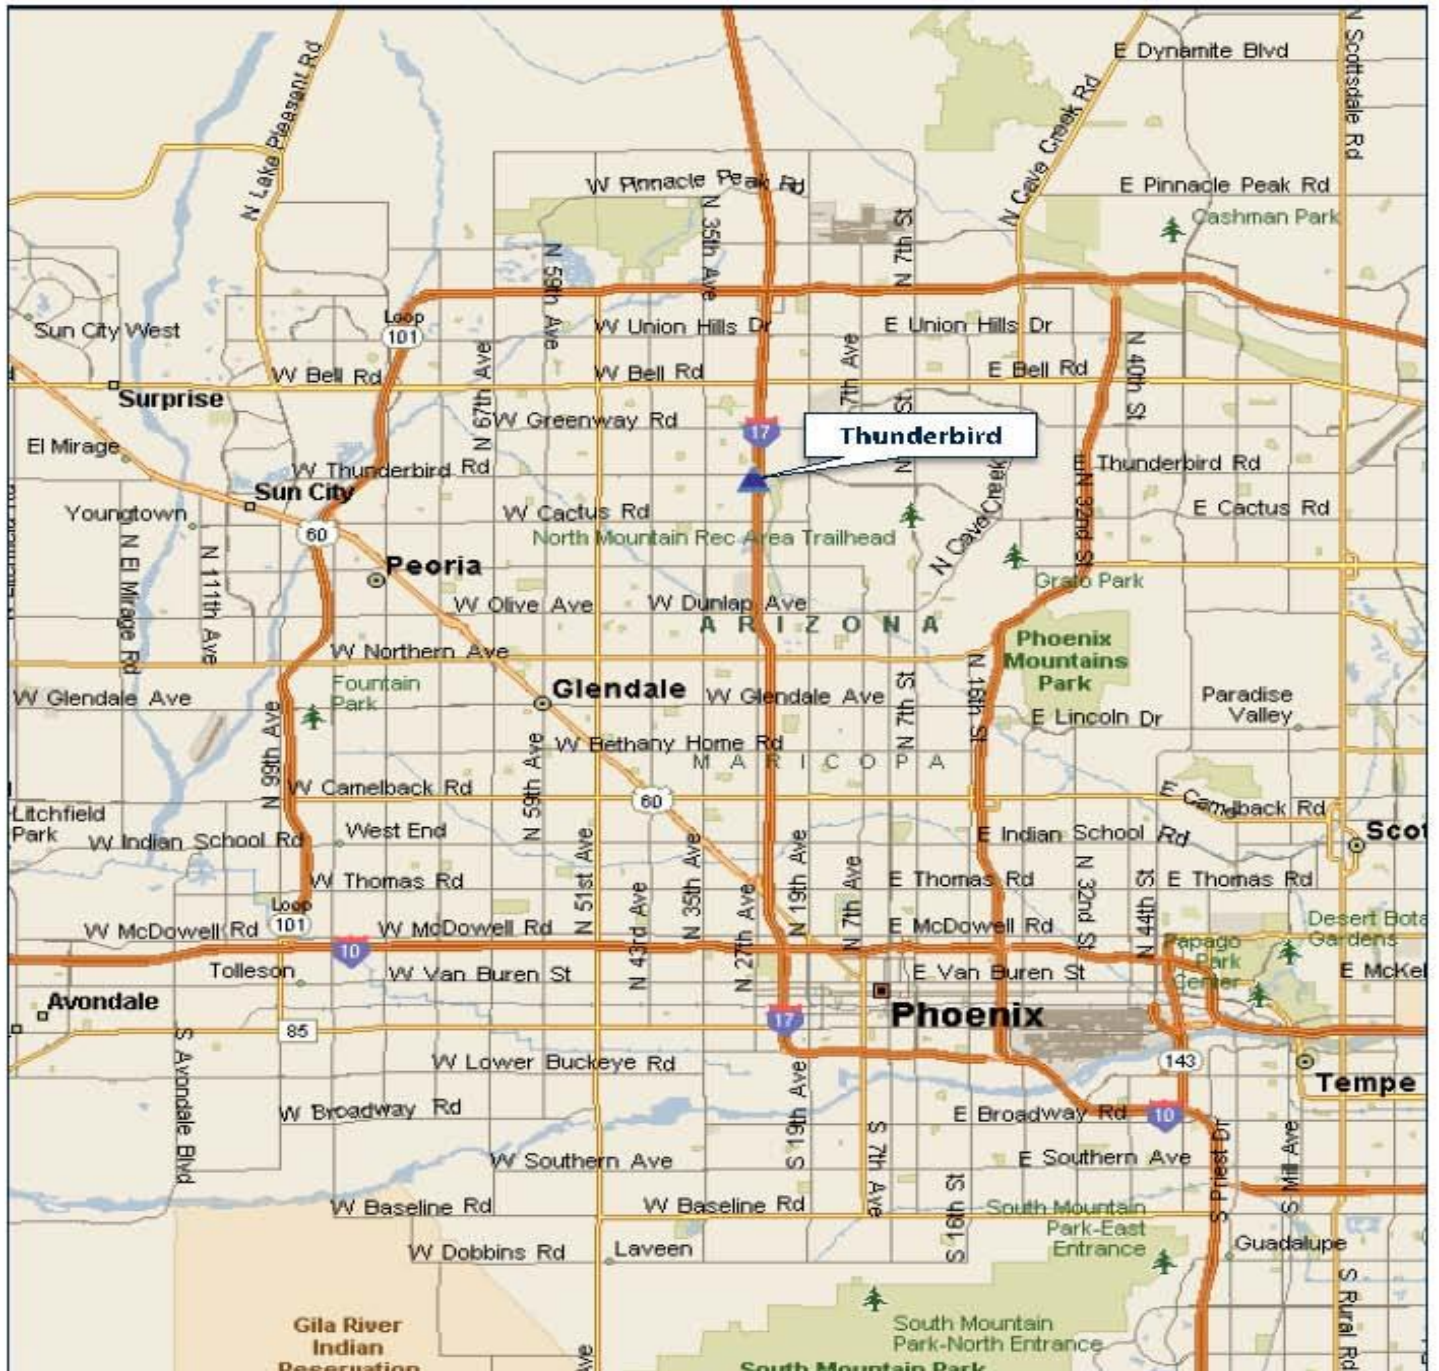 E Dynamite Blvd
N Scottsdale Rd
N Lake Pleasant Rd
N Cave Creek Rd
W Pinnacle Peak Rd
E Pinnacle Peak Rd
Cashman Park
N 35th Ave
N 7th St
N 59th Ave
Sun City West
Loop
101
W Union Hills Dr
E Union Hills Dr
N 67th Ave
7th Ave
N 40th St
W Bell Rd
W Bell Rd
E Bell Rd
Surprise
W Greenway Rd
17
Thunderbird
El Mirage
W Thunderbird Rd
E Thunderbird Rd
Sun City
N 32nd St
Youngtown
W Cactus Rd
E Cactus Rd
60
North Mountain Rec Area Trailhead
N Cave Creek
N El Mirage Rd
N 111th Ave
Peoria
W Olive Ave
W Dunlap Ave
ARIZONA
W Northern Ave
Phoenix
Mountains
Park
Fountain
Park
W Glendale Ave
Glendale
W Glendale Ave
N 7th St
N 16th St
Paradise
Valley
E Lincoln Dr
N 99th Ave
N 59th Ave
W Bethany Home Rd
MARICOPA
W Camelback Rd
60
E Camelback Rd
Litchfield
Park
W Indian School Rd
West End
E Indian School Rd
Scot
W Thomas Rd
N 51st Ave
N 43rd Ave
N 35th Ave
N 27th Ave
N 19th Ave
N 7th Ave
E Thomas Rd
N 32nd St
N 44th St
E Thomas Rd
Loop
101
W McDowell Rd
W McDowell Rd
E McDowell Rd
Desert Bota
Gardens
10
Papago
Park
Center
Tolleson
W Van Buren St
E Van Buren St
E McKel
Avondale
Phoenix
17
85
W Lower Buckeye Rd
143
Tempe
S Avondale Blvd
W Broadway Rd
E Broadway Rd
10
S 19th Ave
S 7th Ave
W Southern Ave
E Southern Ave
S Priest Dr
S Mill Ave
W Baseline Rd
W Baseline Rd
S 16th St
South Mountain
Park-East
Entrance
W Dobbins Rd
Laveen
Guadalupe
S Rural Rd
Gila River
Indian
Reservation
South Mountain
Park-North Entrance
South Mountain Park